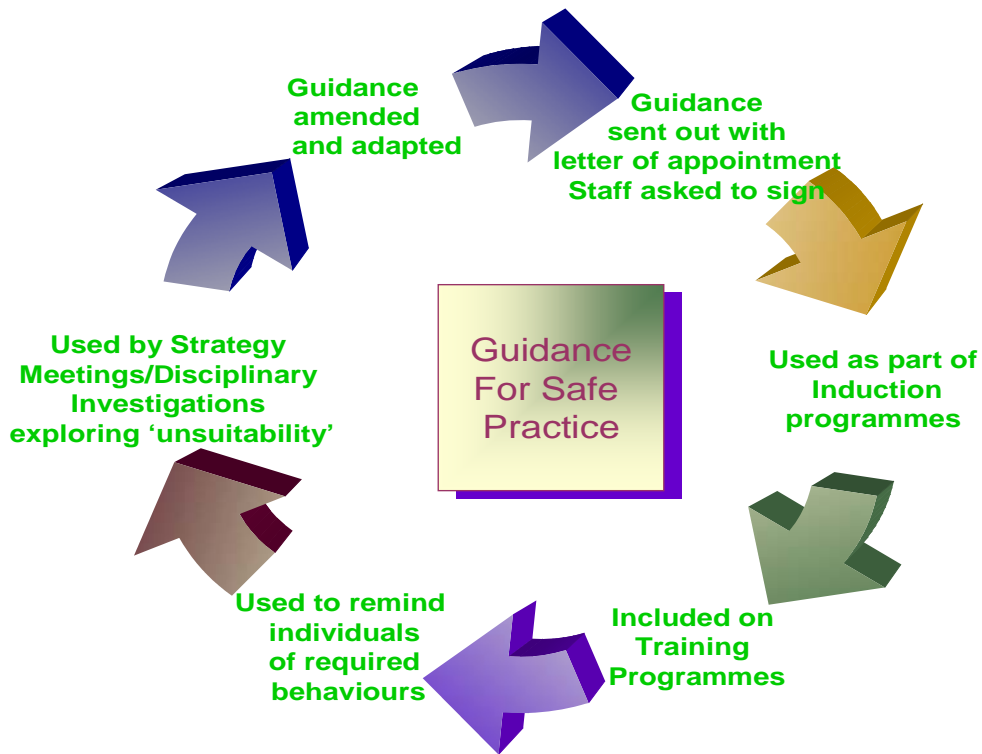 Guidance
amended
and adapted
Guidance
sent out with
letter of appointment
Staff asked to sign
Used as part of
Induction
programmes
Included on
Training
Programmes
Used to remind
individuals
of required
behaviours
Used by Strategy
Meetings/Disciplinary
Investigations
exploring ‘unsuitability’
Guidance
For Safe
Practice